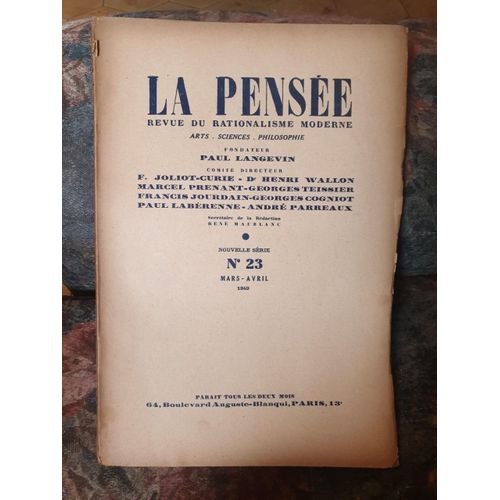 LA PENSÉE
REVUE DU RATIONALISME MODERNE
ARTS . SCIENCES . PHILOSOPHIE
FONDATEUR
PAUL LANGEVIN
COMITÉ DIRECTEUR
F. JOLIOT-CURIE - Dr HENRI WALLON
MARCEL PRENANT-GEORGES TEISSIER
FRANCIS JOURDAIN-GEORGES COGNIOT
PAUL LABÉRENNE-ANDRÉ PARREAUX
Secrétaire de la Rédaction
RENÉ MAUBLANC
NOUVELLE SÉRIE
N° 23
MARS - AVRIL
1949
PARAIT TOUS LES DEUX MOIS
64, Boulevard Auguste-Blanqui, PARIS, 13e